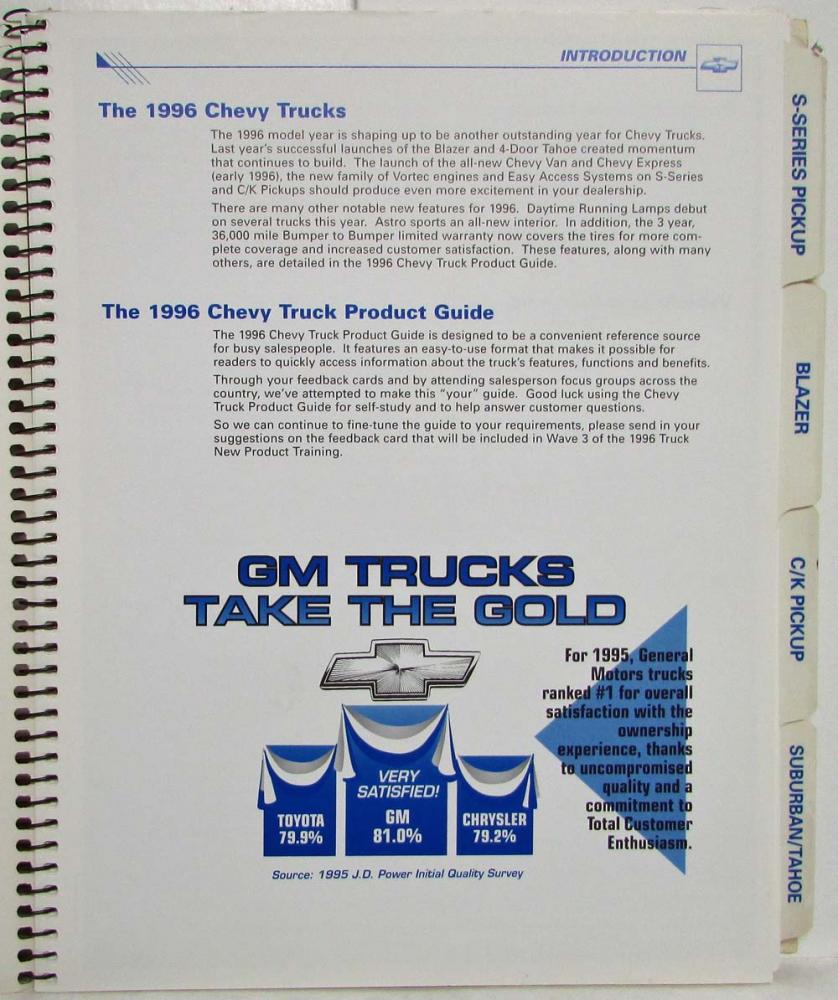 INTRODUCTION
The 1996 Chevy Trucks
The 1996 model year is shaping up to be another outstanding year for Chevy Trucks.
Last year's successful launches of the Blazer and 4-Door Tahoe created momentum
that continues to build. The launch of the all-new Chevy Van and Chevy Express
(early 1996), the new family of Vortec engines and Easy Access Systems on S-Series
and C/K Pickups should produce even more excitement in your dealership.
There are many other notable new features for 1996. Daytime Running Lamps debut
on several trucks this year. Astro sports an all-new interior. In addition, the 3 year,
36,000 mile Bumper to Bumper limited warranty now covers the tires for more com-
plete coverage and increased customer satisfaction. These features, along with many
others, are detailed in the 1996 Chevy Truck Product Guide.
The 1996 Chevy Truck Product Guide
The 1996 Chevy Truck Product Guide is designed to be a convenient reference source
for busy salespeople. It features an easy-to-use format that makes it possible for
readers to quickly access information about the truck's features, functions and benefits.
Through your feedback cards and by attending salesperson focus groups across the
country, we've attempted to make this "your" guide. Good luck using the Chevy
Truck Product Guide for self-study and to help answer customer questions.
So we can continue to fine-tune the guide to your requirements, please send in your
suggestions on the feedback card that will be included in Wave 3 of the 1996 Truck
New Product Training.
GM TRUCKS
TAKE THE GOLD
For 1995, General
Motors trucks
ranked #1 for overall
satisfaction with the
ownership
experience, thanks
to uncompromised
quality and a
commitment to
Total Customer
Enthusiasm.
VERY
SATISFIED!
TOYOTA
79.9%
GM
81.0%
CHRYSLER
79.2%
Source: 1995 J.D. Power Initial Quality Survey
S-SERIES PICKUP
BLAZER
C/K PICKUP
SUBURBAN/TAHOE